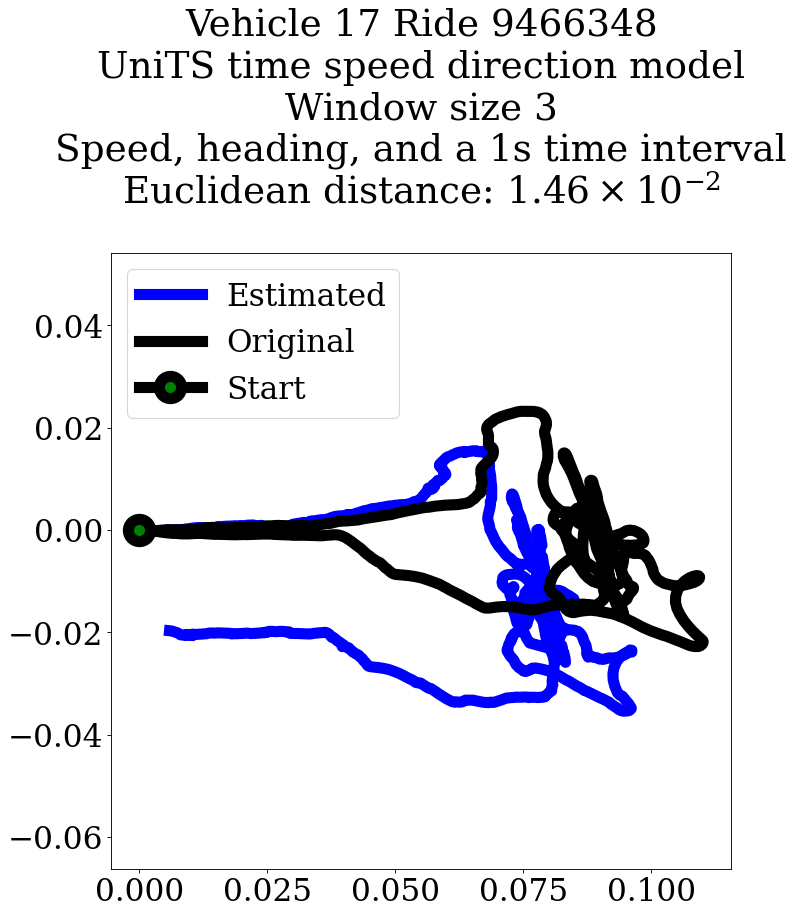 Vehicle 17 Ride 9466348
UniTS time speed direction model
Window size 3
Speed, heading, and a 1s time interval
Euclidean distance: 1.46 × 10⁻²
Estimated
Original
Start
0.04
0.02
0.00
−0.02
−0.04
−0.06
0.000 0.025 0.050 0.075 0.100